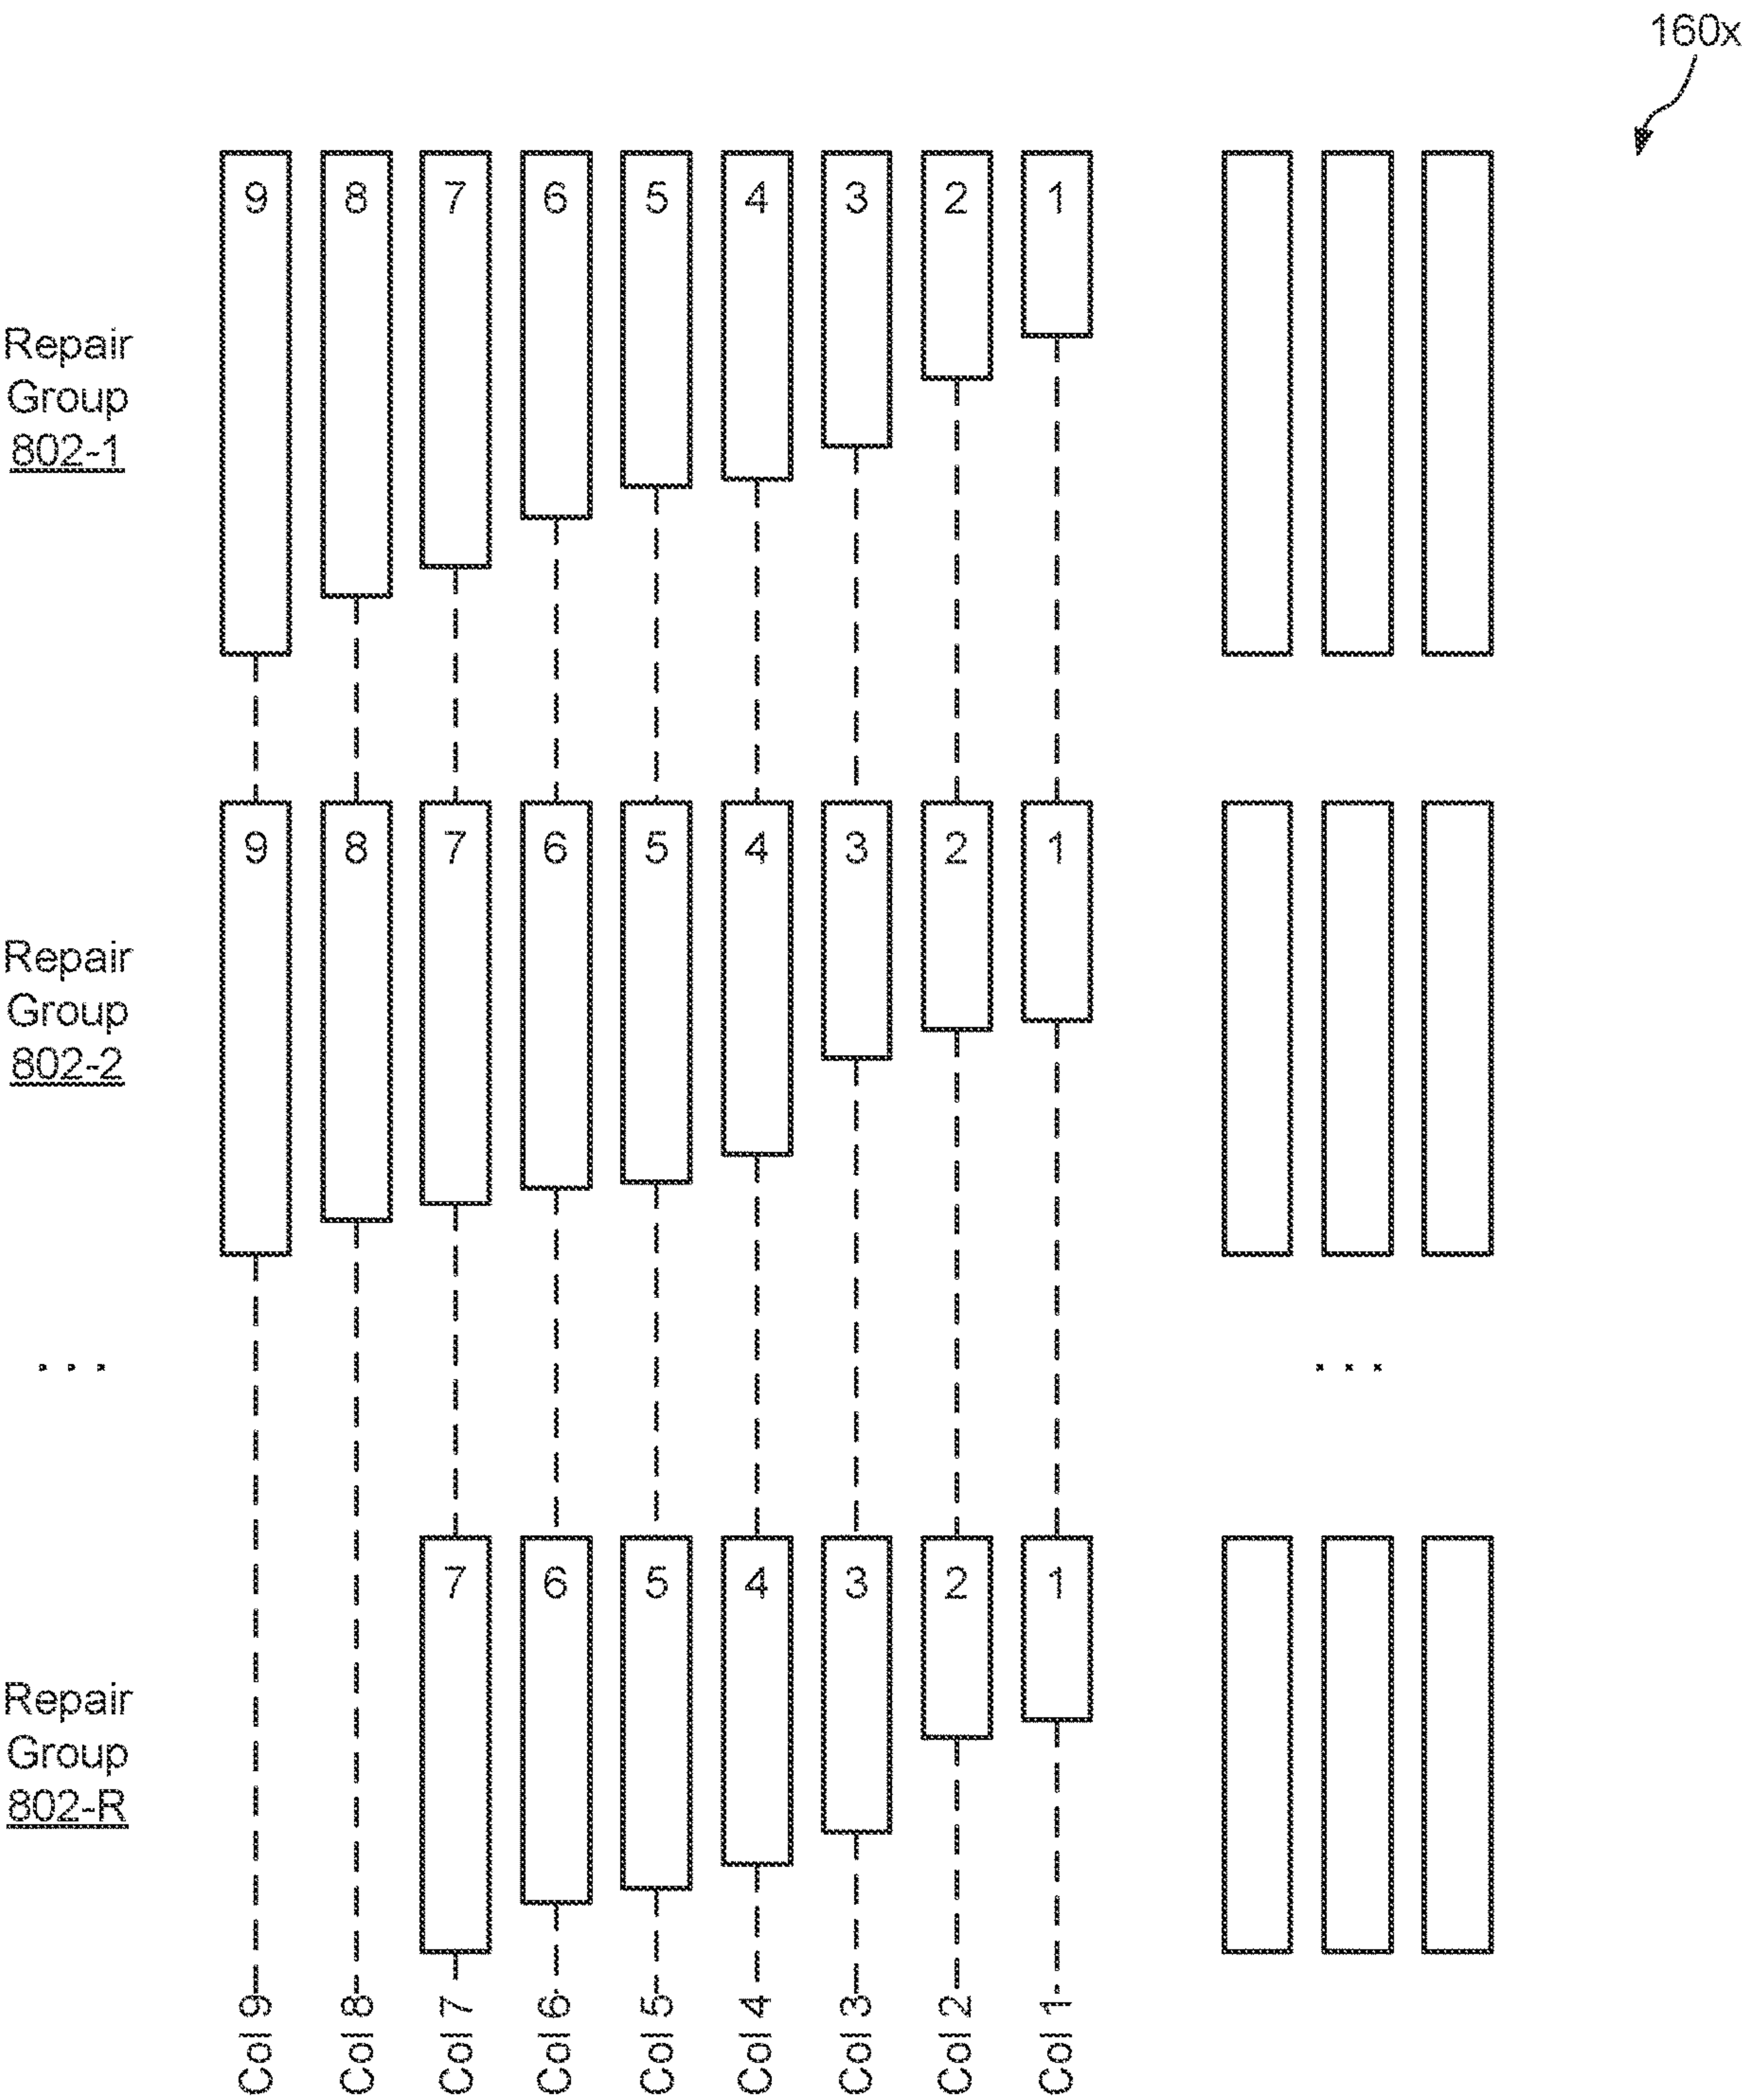 160x
9 8 7 6 5 4 3 2 1
Repair
Group
802-1
9 8 7 6 5 4 3 2 1
Repair
Group
802-2
. . .
. . .
7 6 5 4 3 2 1
Repair
Group
802-R
Col 9
Col 8
Col 7
Col 6
Col 5
Col 4
Col 3
Col 2
Col 1